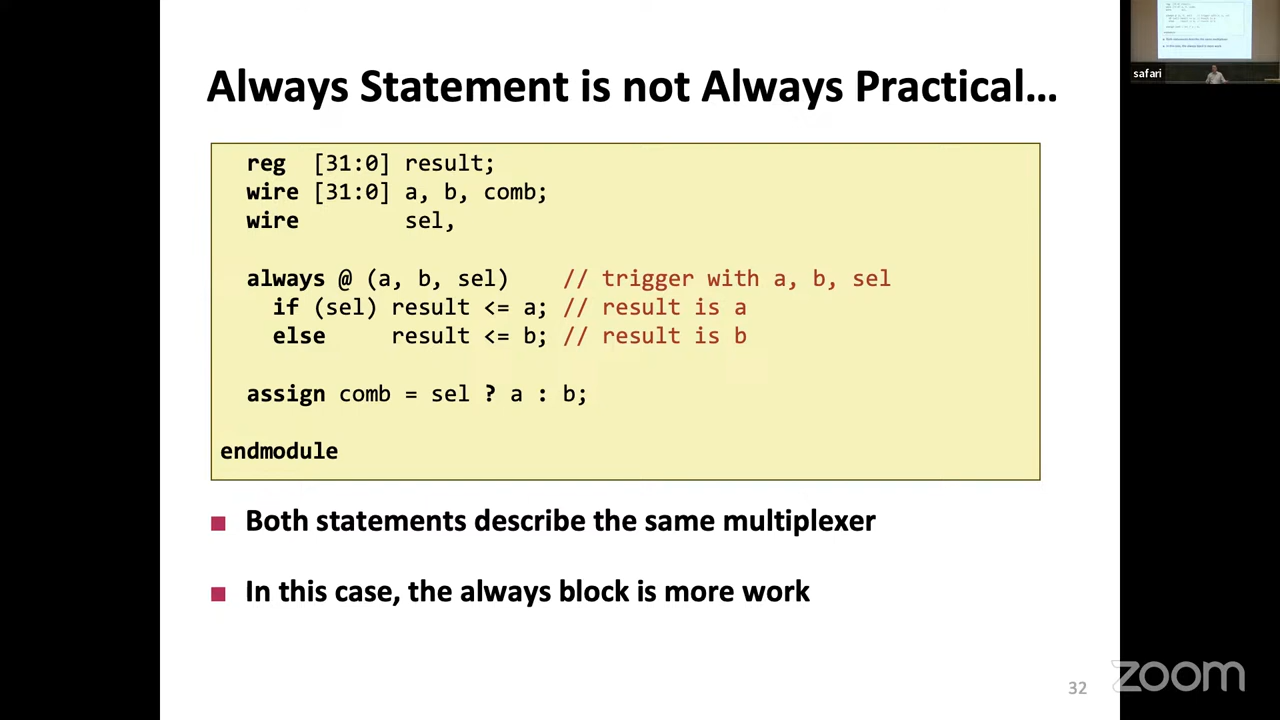 Always Statement is not Always Practical…
reg [31:0] result;
wire [31:0] a, b, comb;
wire sel,
always @ (a, b, sel) // trigger with a, b, sel
if (sel) result <= a; // result is a
else result <= b; // result is b
assign comb = sel ? a : b;
endmodule
Both statements describe the same multiplexer
In this case, the always block is more work
32
safari
zoom